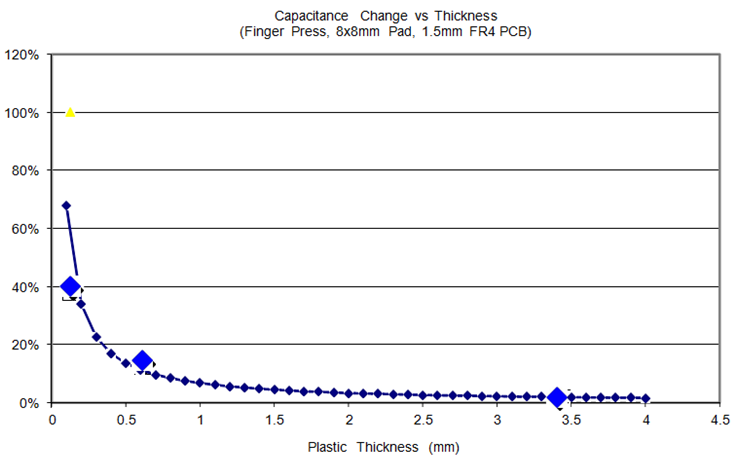 Capacitance Change vs Thickness
(Finger Press, 8x8mm Pad, 1.5mm FR4 PCB)
120%
100%
80%
60%
40%
20%
0%
0 0.5 1 1.5 2 2.5 3 3.5 4 4.5
Plastic Thickness (mm)